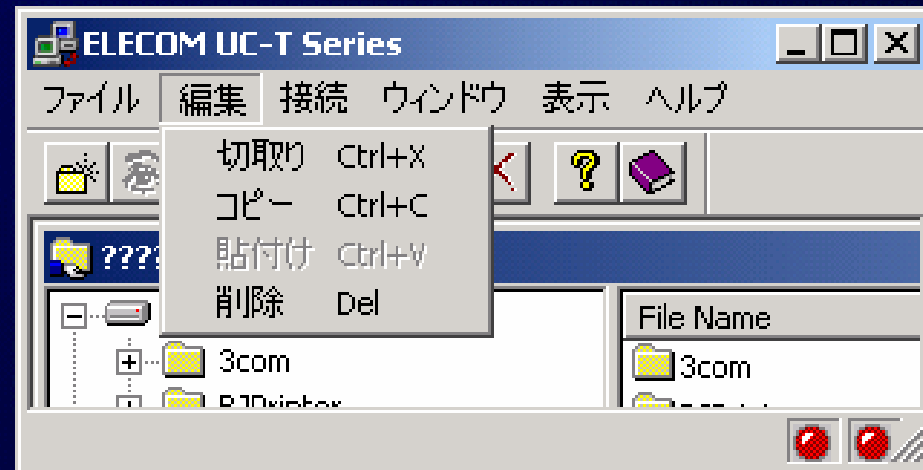 ELECOM UC-T Series
ファイル 編集 接続 ウィンドウ 表示 ヘルプ
切取り Ctrl+X
コピー Ctrl+C
貼付け Ctrl+V
削除 Del
????
File Name
3com
3com